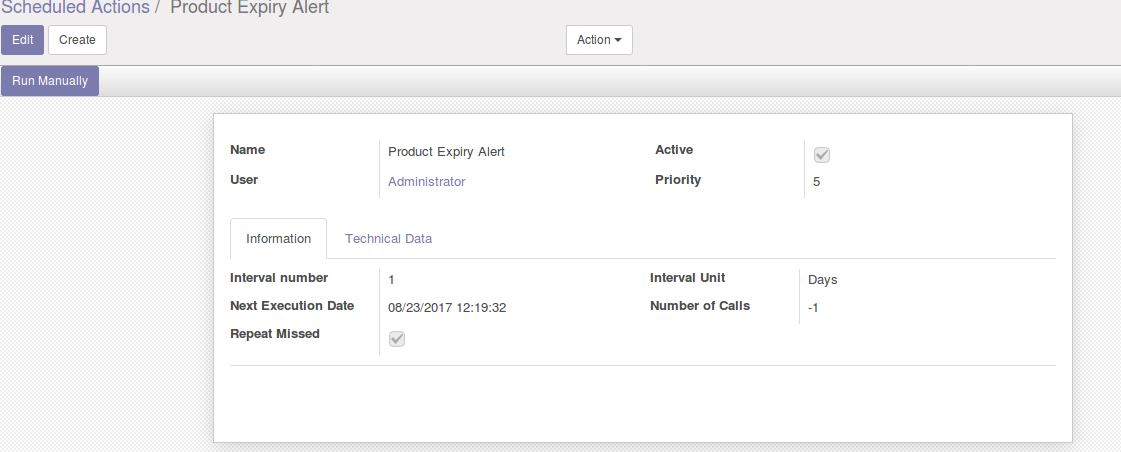 Scheduled Actions / Product Expiry Alert
Edit Create Action
Run Manually
Name Product Expiry Alert Active
User Administrator Priority 5
Information Technical Data
Interval number 1 Interval Unit Days
Next Execution Date 08/23/2017 12:19:32 Number of Calls -1
Repeat Missed